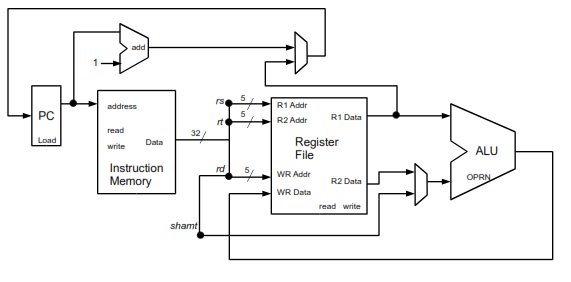 add
1
PC
Load
address
read
write
Data
Instruction
Memory
32
rs
5
rt
5
rd
5
shamt
R1 Addr
R2 Addr
R1 Data
Register
File
WR Addr
WR Data
R2 Data
read write
ALU
OPRN